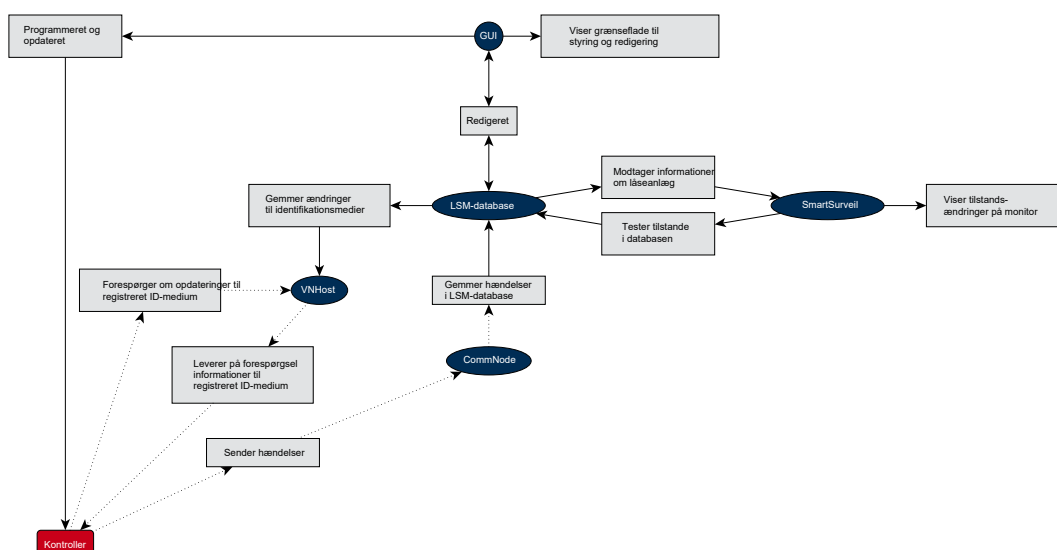 Programmeret og
opdateret
GUI
Viser grænseflade til
styring og redigering
Redigeret
Modtager informationer
om låseanlæg
Gemmer ændringer
til identifikationsmedier
LSM-database
SmartSurveil
Viser tilstands-
ændringer på monitor
Tester tilstande
i databasen
Forespørger om opdateringer til
registreret ID-medium
VNHost
Gemmer hændelser
i LSM-database
Leverer på forespørgsel
informationer til
registreret ID-medium
CommNode
Sender hændelser
Kontroller